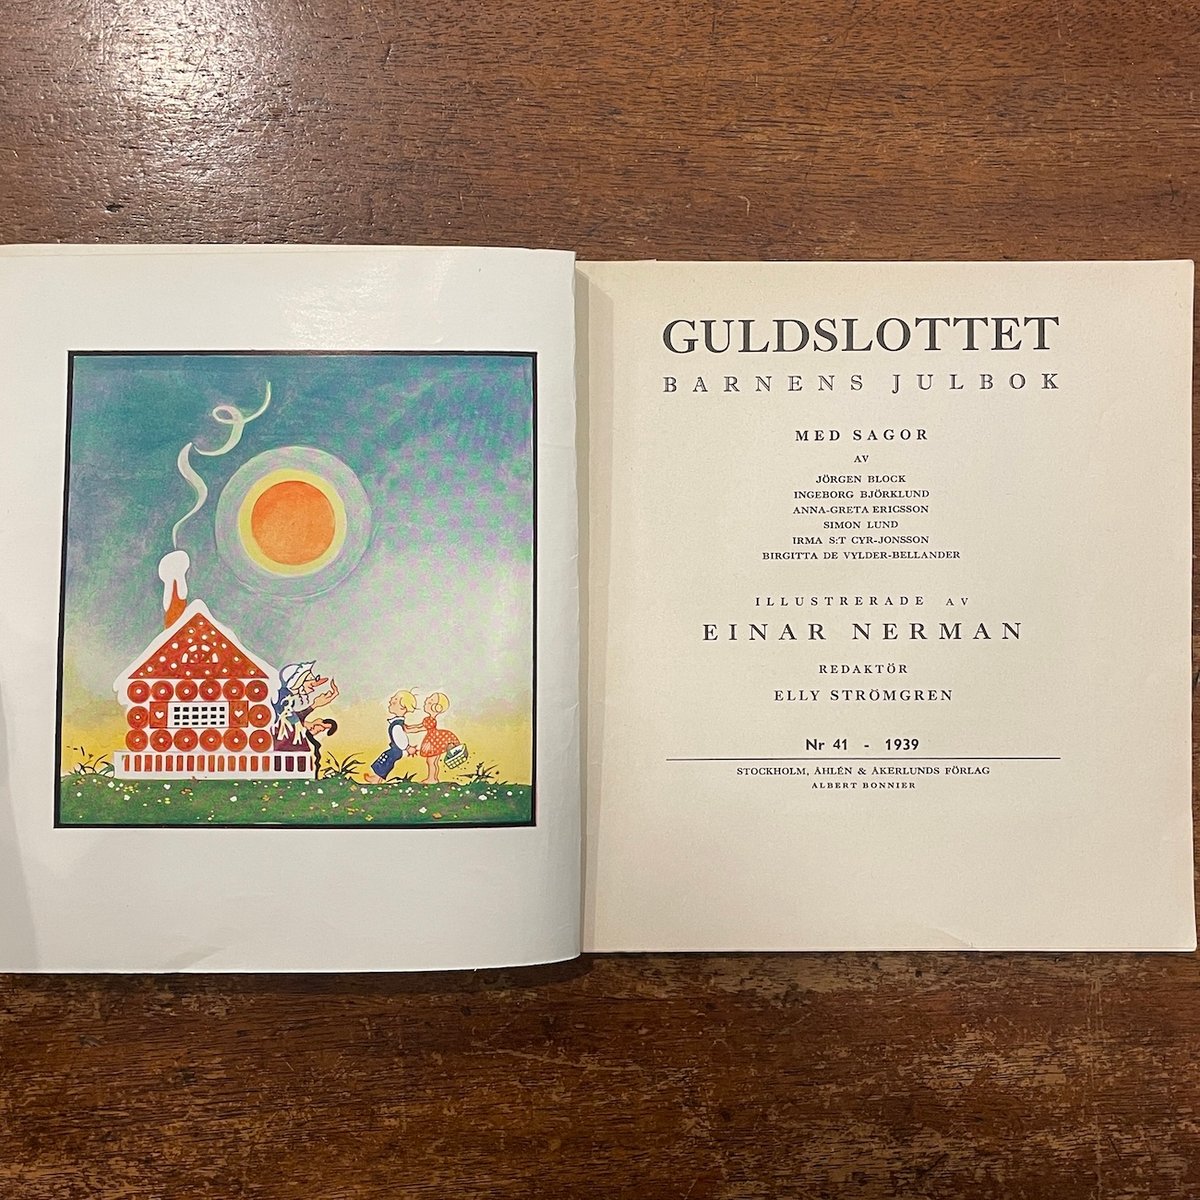 GULDSLOTTET
BARNENS JULBOK
MED SAGOR
AV
JÖRGEN BLOCK
INGEBORG BJÖRKLUND
ANNA-GRETA ERICSSON
SIMON LUND
IRMA S:T CYR-JONSSON
BIRGITTA DE VYLDER-BELLANDER
ILLUSTRERADE AV
EINAR NERMAN
REDAKTÖR
ELLY STRÖMGREN
Nr 41 - 1939
STOCKHOLM, ÅHLÉN & ÅKERLUNDS FÖRLAG
ALBERT BONNIER